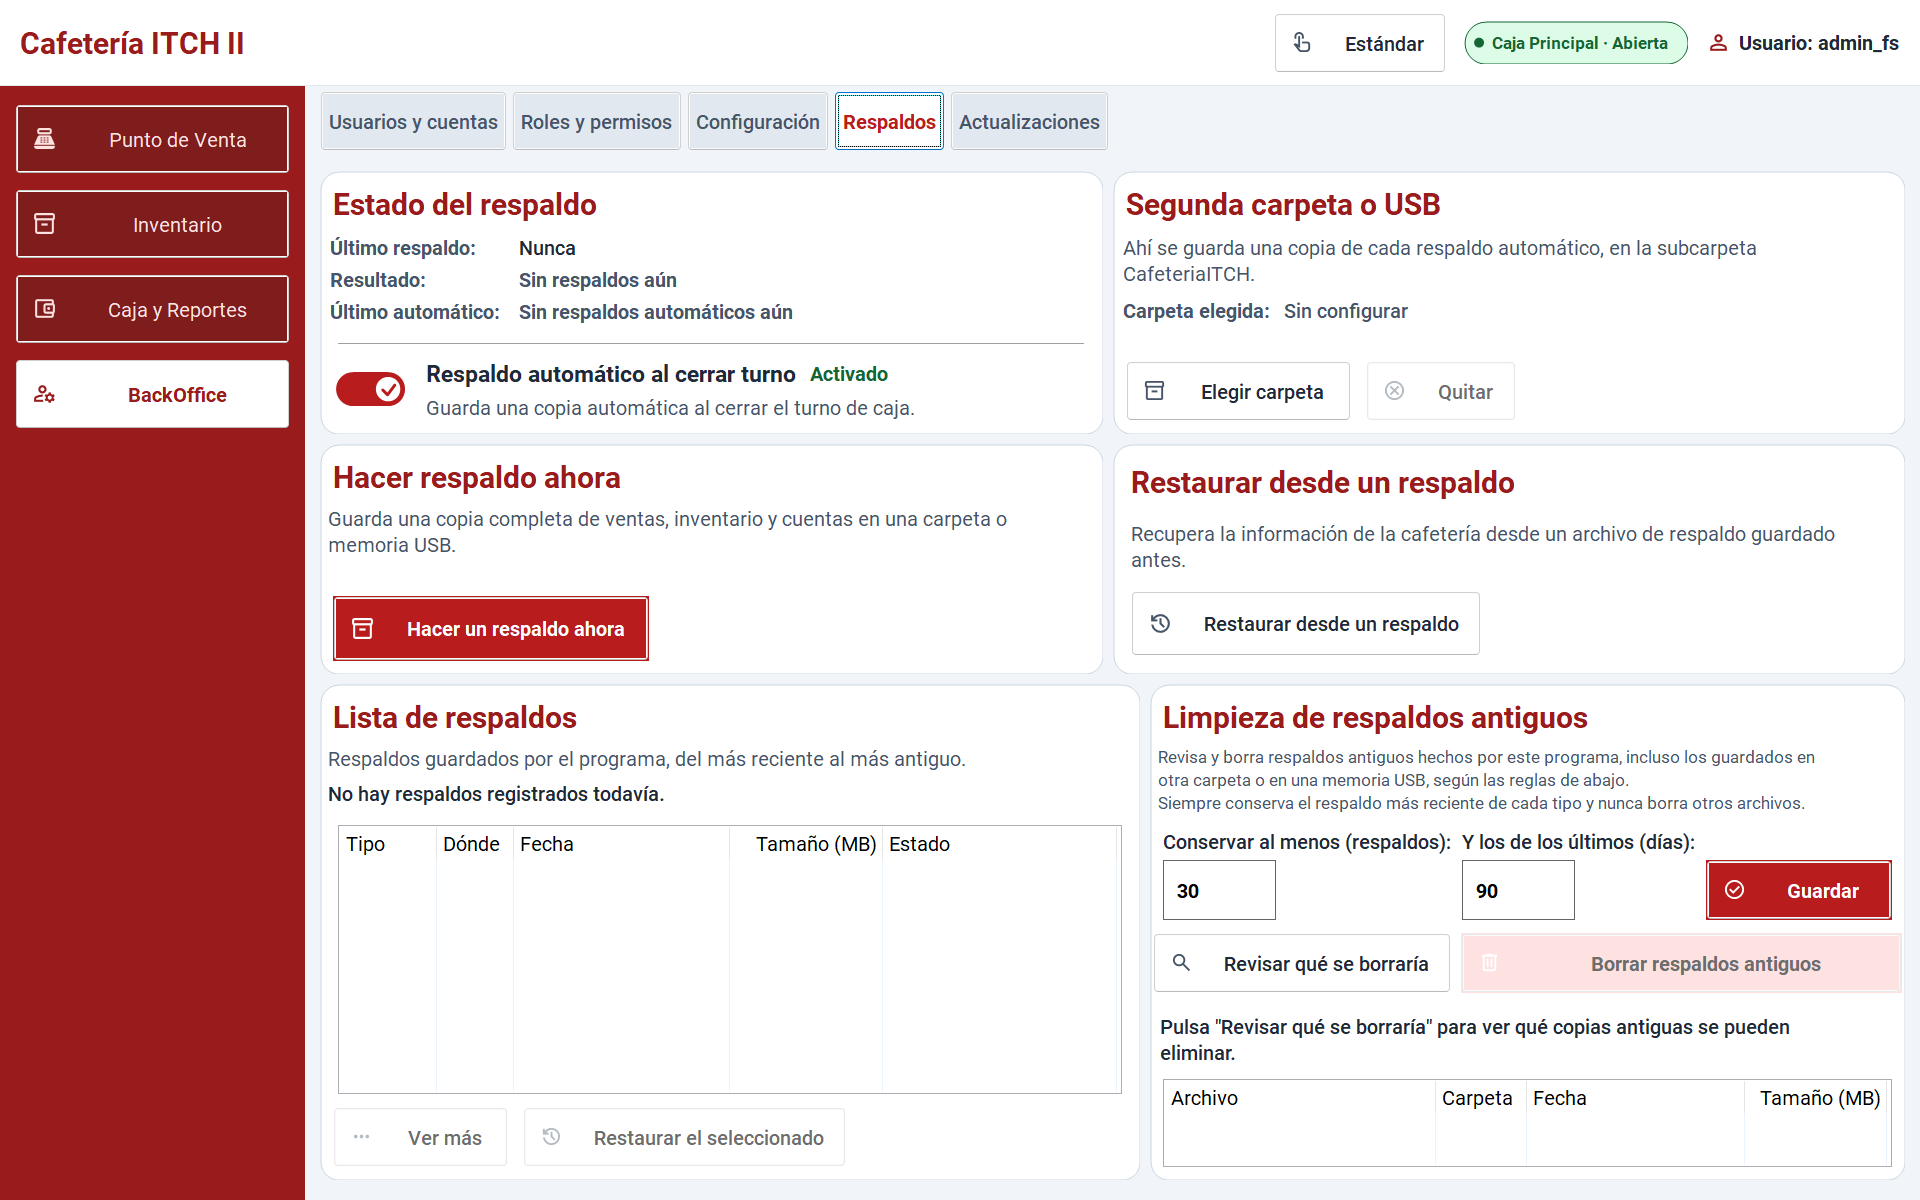 Cafetería ITCH II
Estándar
Caja Principal · Abierta
Usuario: admin_fs
Punto de Venta
Inventario
Caja y Reportes
BackOffice
Usuarios y cuentas
Roles y permisos
Configuración
Respaldos
Actualizaciones
Estado del respaldo
Último respaldo: Nunca
Resultado: Sin respaldos aún
Último automático: Sin respaldos automáticos aún
Respaldo automático al cerrar turno Activado
Guarda una copia automática al cerrar el turno de caja.
Segunda carpeta o USB
Ahí se guarda una copia de cada respaldo automático, en la subcarpeta
CafeteriaITCH.
Carpeta elegida: Sin configurar
Elegir carpeta
Quitar
Hacer respaldo ahora
Guarda una copia completa de ventas, inventario y cuentas en una carpeta o
memoria USB.
Hacer un respaldo ahora
Restaurar desde un respaldo
Recupera la información de la cafetería desde un archivo de respaldo guardado
antes.
Restaurar desde un respaldo
Lista de respaldos
Respaldos guardados por el programa, del más reciente al más antiguo.
No hay respaldos registrados todavía.
Tipo Dónde Fecha Tamaño (MB) Estado
Ver más
Restaurar el seleccionado
Limpieza de respaldos antiguos
Revisa y borra respaldos antiguos hechos por este programa, incluso los guardados en
otra carpeta o en una memoria USB, según las reglas de abajo.
Siempre conserva el respaldo más reciente de cada tipo y nunca borra otros archivos.
Conservar al menos (respaldos): Y los de los últimos (días):
30
90
Guardar
Revisar qué se borraría
Borrar respaldos antiguos
Pulsa "Revisar qué se borraría" para ver qué copias antiguas se pueden
eliminar.
Archivo Carpeta Fecha Tamaño (MB)